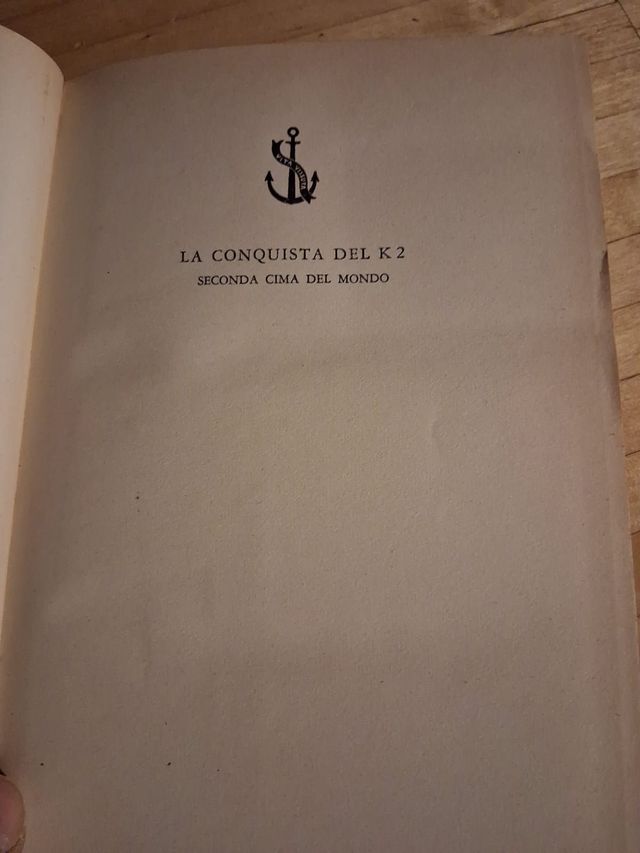 LA CONQUISTA DEL K2
SECONDA CIMA DEL MONDO